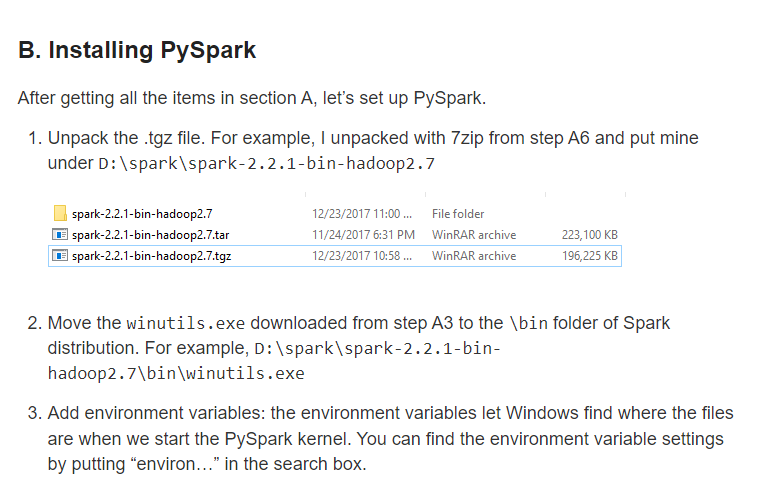 B. Installing PySpark
After getting all the items in section A, let’s set up PySpark.
1. Unpack the .tgz file. For example, I unpacked with 7zip from step A6 and put mine
under D:\spark\spark-2.2.1-bin-hadoop2.7
spark-2.2.1-bin-hadoop2.7 12/23/2017 11:00 ... File folder
spark-2.2.1-bin-hadoop2.7.tar 11/24/2017 6:31 PM WinRAR archive 223,100 KB
spark-2.2.1-bin-hadoop2.7.tgz 12/23/2017 10:58 ... WinRAR archive 196,225 KB
2. Move the winutils.exe downloaded from step A3 to the \bin folder of Spark
distribution. For example, D:\spark\spark-2.2.1-bin-
hadoop2.7\bin\winutils.exe
3. Add environment variables: the environment variables let Windows find where the files
are when we start the PySpark kernel. You can find the environment variable settings
by putting “environ…” in the search box.